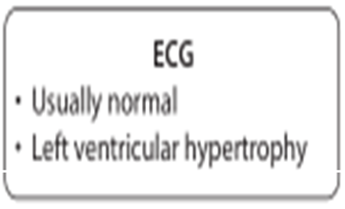 ECG
• Usually normal
• Left ventricular hypertrophy